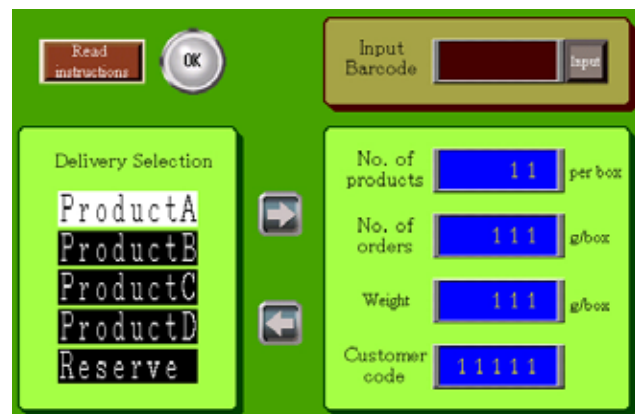 Read
instructions
OK
Input
Barcode
Input
Delivery Selection
ProductA
ProductB
ProductC
ProductD
Reserve
No. of
products
11
per box
No. of
orders
111
g/box
Weight
111
g/box
Customer
code
11111